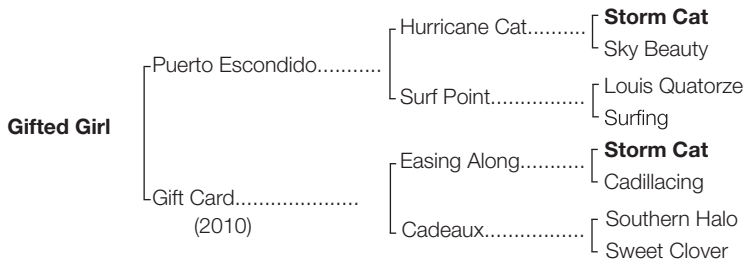 Storm Cat
Hurricane Cat..........
Sky Beauty
Puerto Escondido...........
Louis Quatorze
Surf Point................
Surfing
Gifted Girl
Storm Cat
Easing Along...........
Cadillacing
Gift Card.....................
(2010)
Southern Halo
Cadeaux.................
Sweet Clover